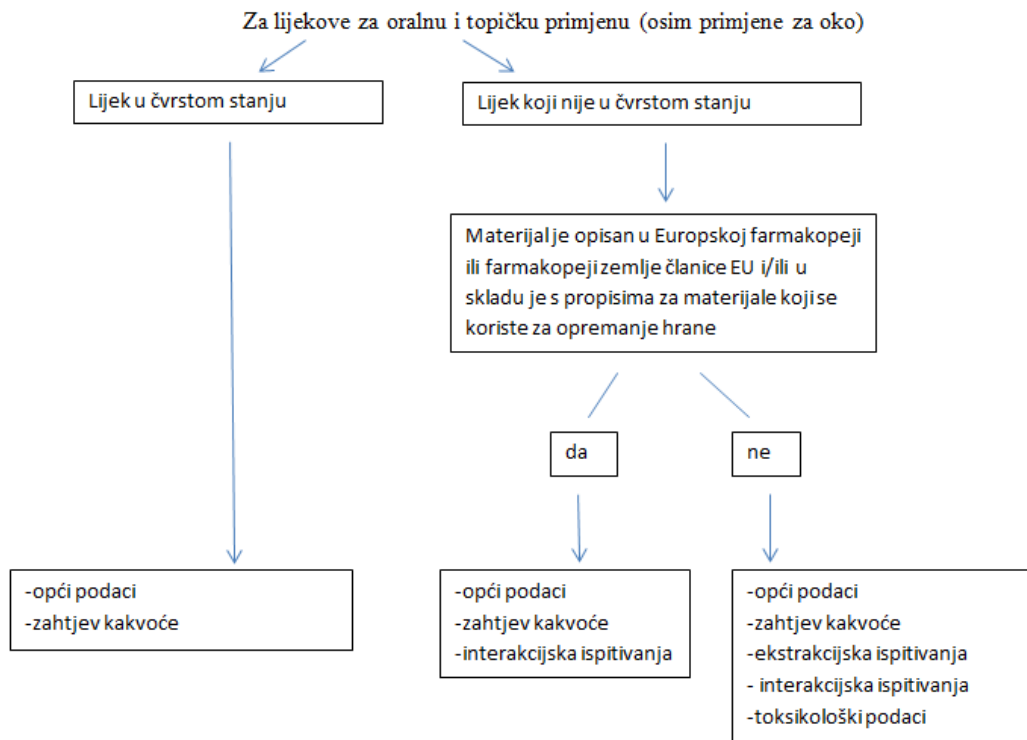 Za lijekove za oralnu i topičku primjenu (osim primjene za oko)
Lijek u čvrstom stanju
Lijek koji nije u čvrstom stanju
Materijal je opisan u Europskoj farmakopeji
ili farmakopeji zemlje članice EU i/ili u
skladu je s propisima za materijale koji se
koriste za opremanje hrane
da
ne
-opći podaci
-zahtjev kakvoće
-opći podaci
-zahtjev kakvoće
-interakcijska ispitivanja
-opći podaci
-zahtjev kakvoće
-ekstrakcijska ispitivanja
- interakcijska ispitivanja
-toksikološki podaci